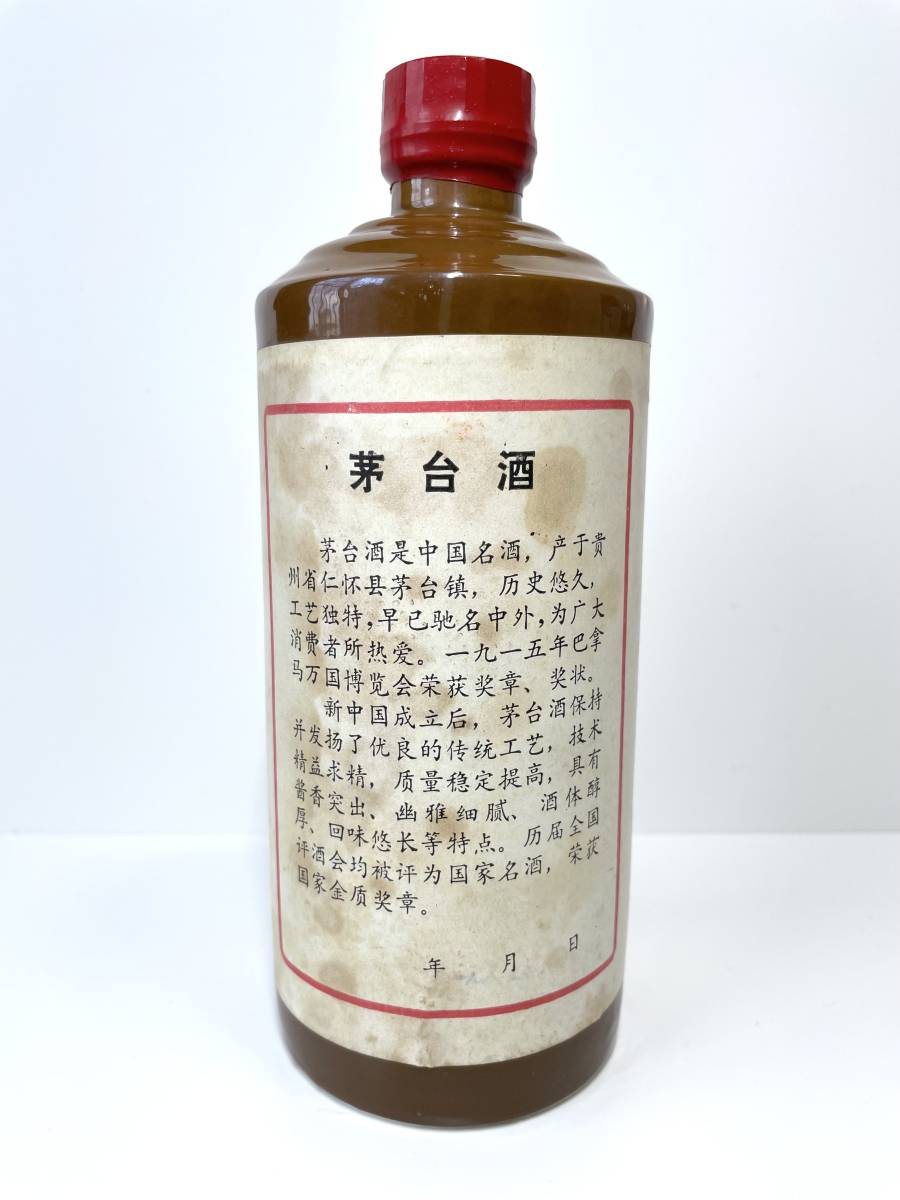 茅台酒
茅台酒是中国名酒，产于贵
州省仁怀县茅台镇，历史悠久，
工艺独特，早已驰名中外，为广大
消费者所热爱。一九一五年巴拿
马万国博览会荣获奖章、奖状。
新中国成立后，茅台酒保持
并发扬了优良的传统工艺，技术
精益求精，质量稳定提高，具有
酱香突出、幽雅细腻、酒体醇
厚、回味悠长等特点。历届全国
评酒会均被评为国家名酒，荣获
国家金质奖章。
年 月 日